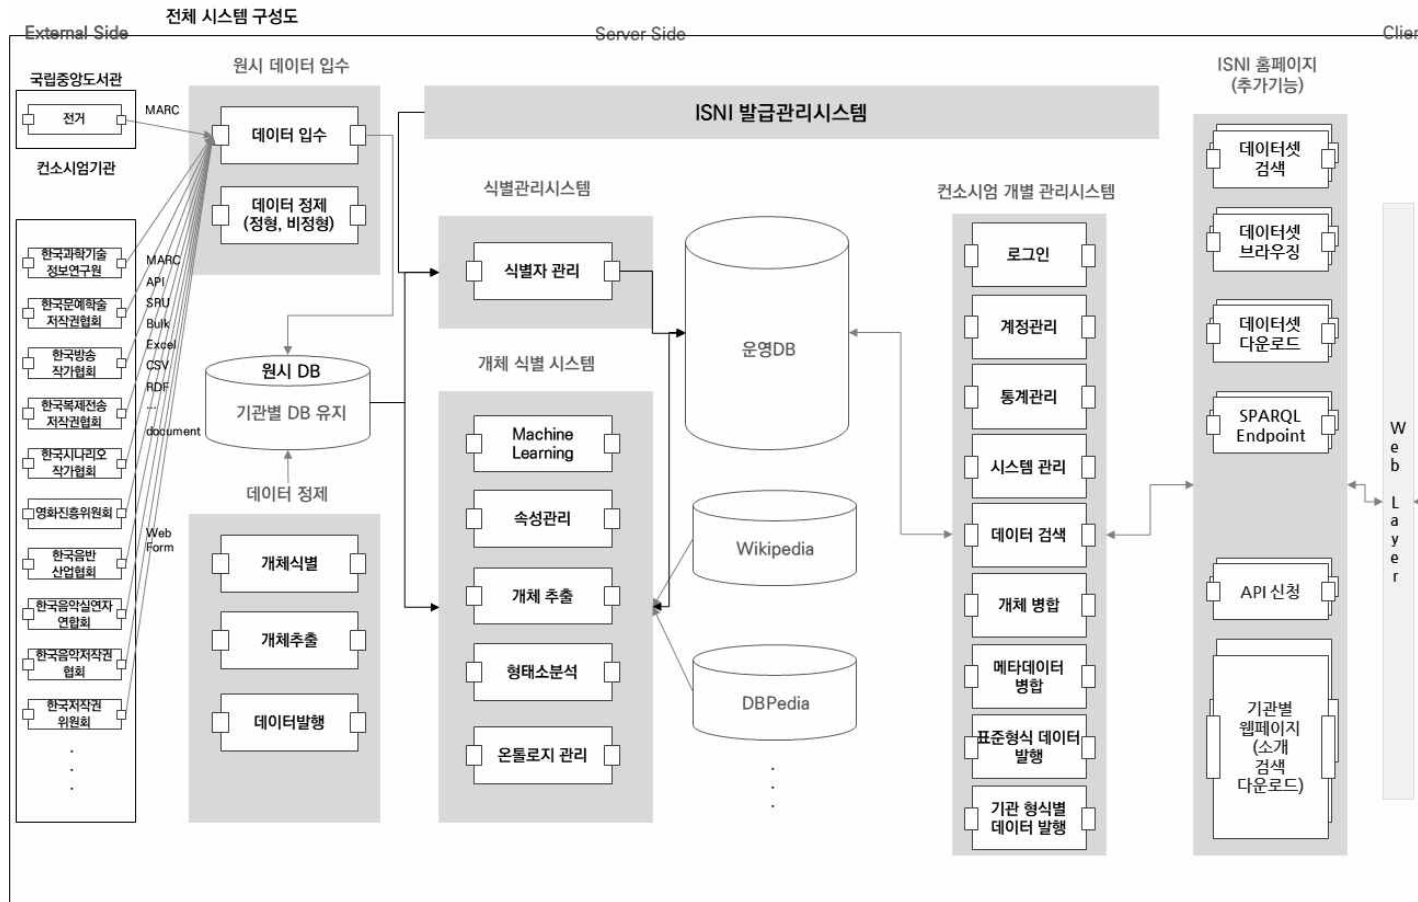 전체 시스템 구성도
External Side
Server Side
Clien
국립중앙도서관
전거
MARC
컨소시엄기관
한국과학기술
정보연구원
한국문예학술
저작권협회
한국방송
작가협회
한국복제전송
저작권협회
한국시나리오
작가협회
영화진흥위원회
한국음반
산업협회
한국음악실연자
연합회
한국음악저작권
협회
한국저작권
위원회
.
.
.
MARC
API
SRU
Bulk
Excel
CSV
RDF
...
document
Web
Form
원시 데이터 입수
데이터 입수
데이터 정제
(정형, 비정형)
원시 DB
기관별 DB 유지
데이터 정제
개체식별
개체추출
데이터발행
ISNI 발급관리시스템
식별관리시스템
식별자 관리
개체 식별 시스템
Machine
Learning
속성관리
개체 추출
형태소분석
온톨로지 관리
운영DB
Wikipedia
DBPedia
.
.
.
컨소시엄 개별 관리시스템
로그인
계정관리
통계관리
시스템 관리
데이터 검색
개체 병합
메타데이터
병합
표준형식 데이터
발행
기관 형식별
데이터 발행
ISNI 홈페이지
(추가기능)
데이터셋
검색
데이터셋
브라우징
데이터셋
다운로드
SPARQL
Endpoint
API 신청
기관별
웹페이지
(소개
검색
다운로드)
Web Layer